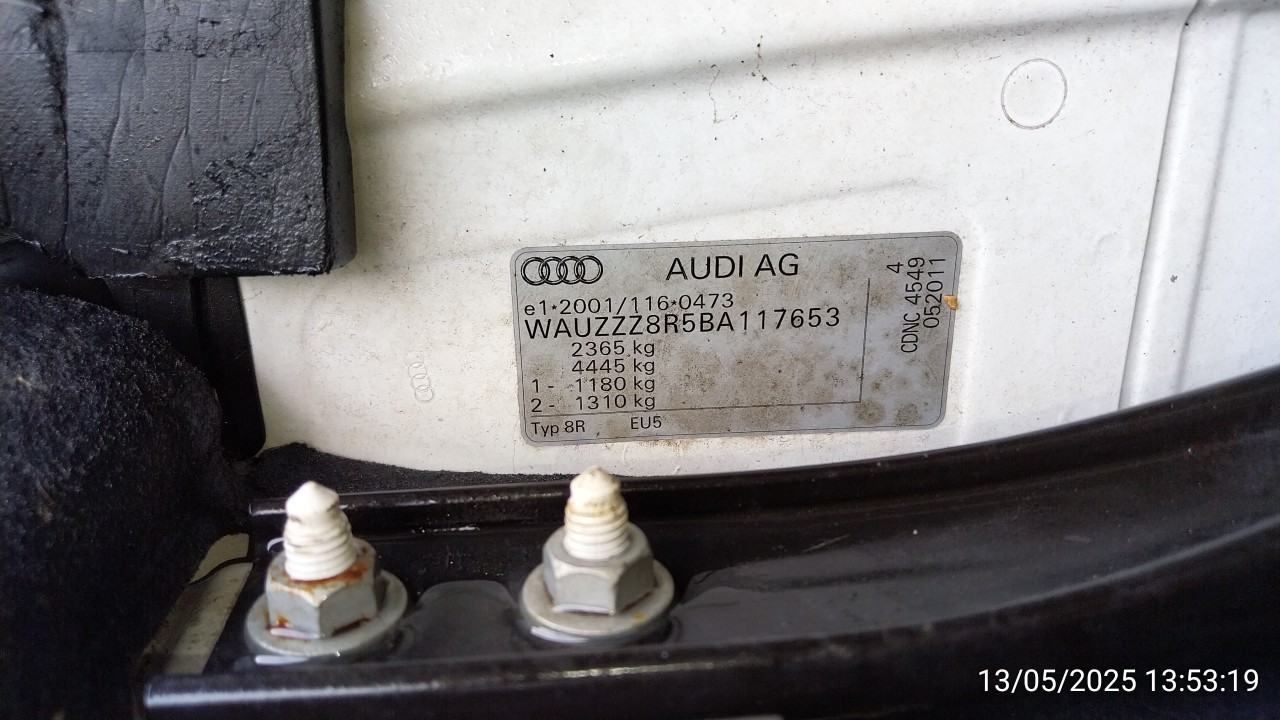 AUDI AG
e1*2001/116*0473
WAUZZZ8R5BA117653
2365 kg
4445 kg
1 - 1180 kg
2 - 1310 kg
Typ 8R EU5
4
CDNC 4549
052011
13/05/2025 13:53:19